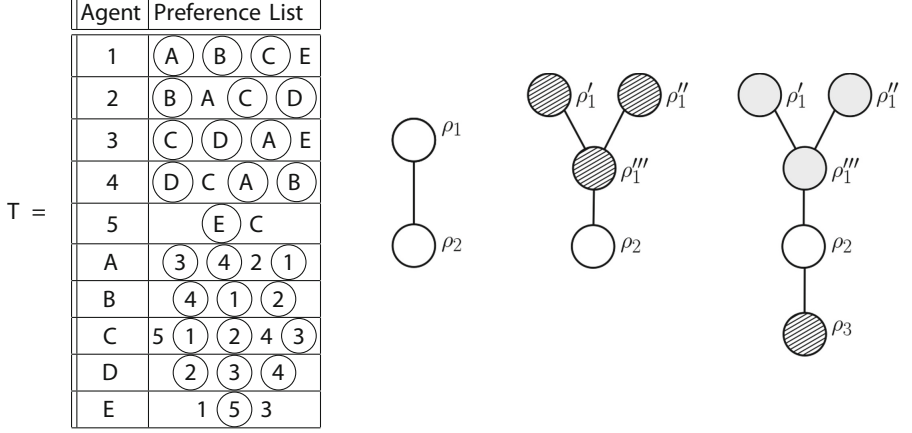 Agent Preference List
1 A B C E
2 B A C D
3 C D A E
4 D C A B
T = 5 E C
A 3 4 2 1
B 4 1 2
C 5 1 2 4 3
D 2 3 4
E 1 5 3
ρ₁
ρ₂
ρ₁′ ρ₁″
ρ₁‴
ρ₂
ρ₁′ ρ₁″
ρ₁‴
ρ₂
ρ₃